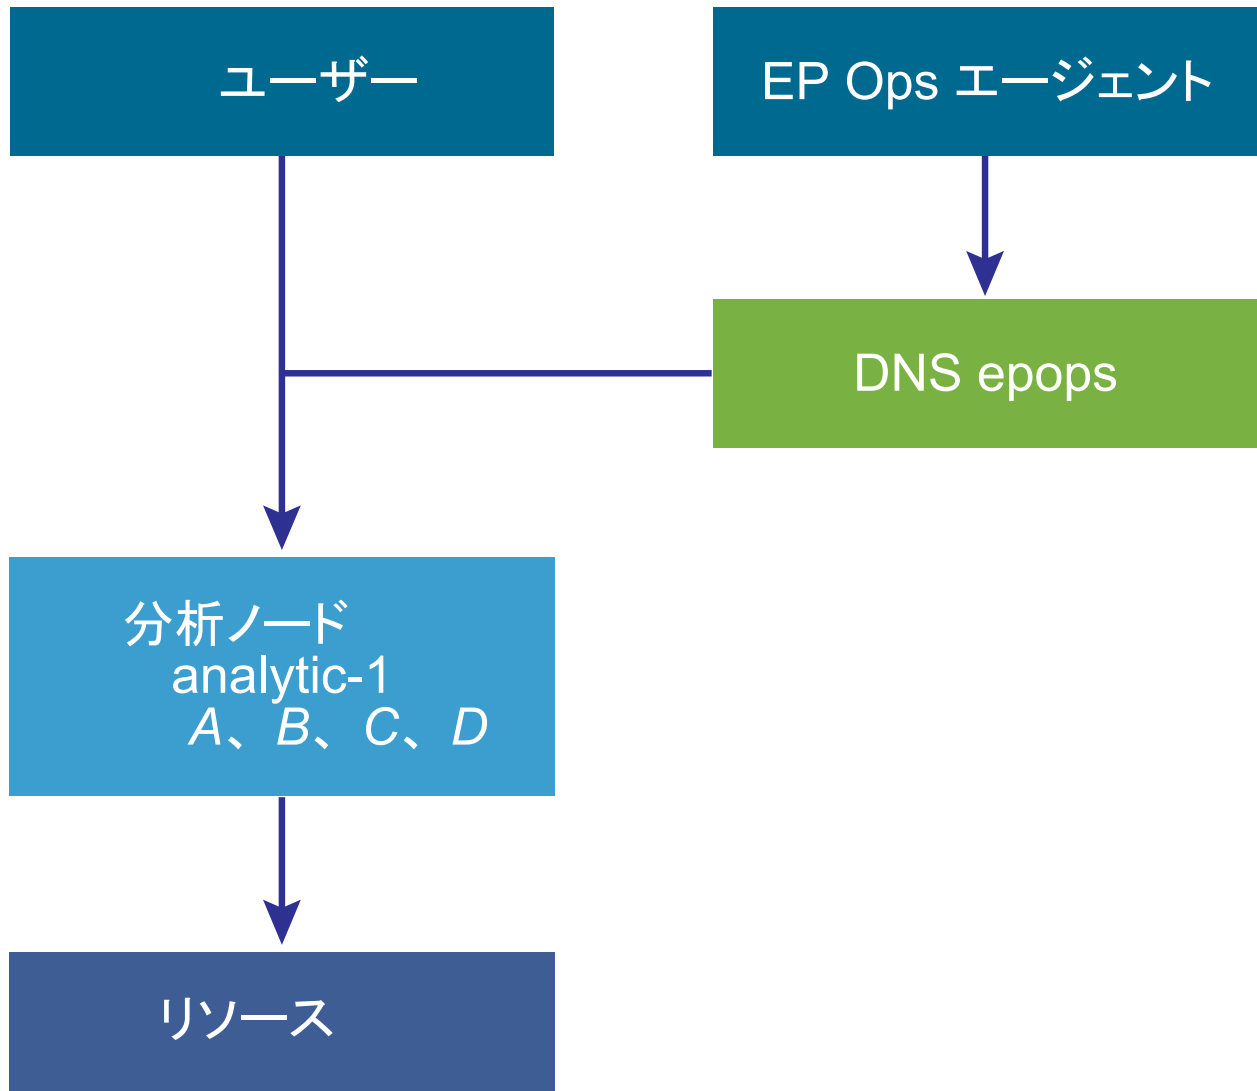 ユーザー
EP Ops エージェント
DNS epops
分析ノード
analytic-1
A、B、C、D
リソース